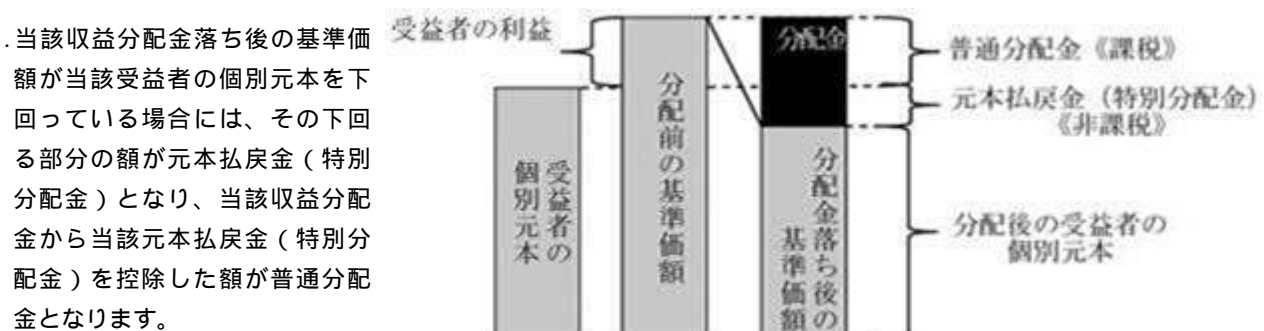 .当該収益分配金落ち後の基準価
額が当該受益者の個別元本を下
回っている場合には、その下回
る部分の額が元本払戻金(特別
分配金)となり、当該収益分配
金から当該元本払戻金(特別分
配金)を控除した額が普通分配
金となります。
受益者の利益
受益者の
個別元本
分配前の基準価額
分配金
分配金落ち後の
基準価額
普通分配金《課税》
元本払戻金(特別分配金)
《非課税》
分配後の受益者の
個別元本